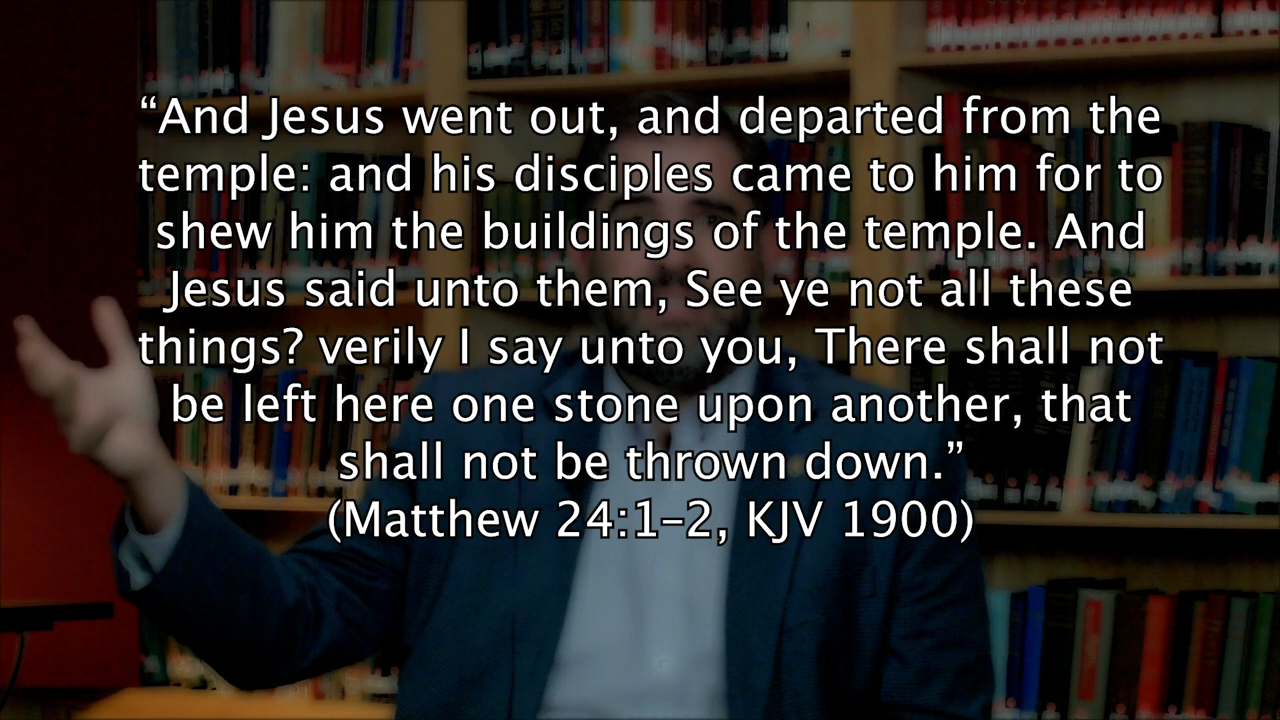 “And Jesus went out, and departed from the
temple: and his disciples came to him for to
shew him the buildings of the temple. And
Jesus said unto them, See ye not all these
things? verily I say unto you, There shall not
be left here one stone upon another, that
shall not be thrown down.”
(Matthew 24:1–2, KJV 1900)